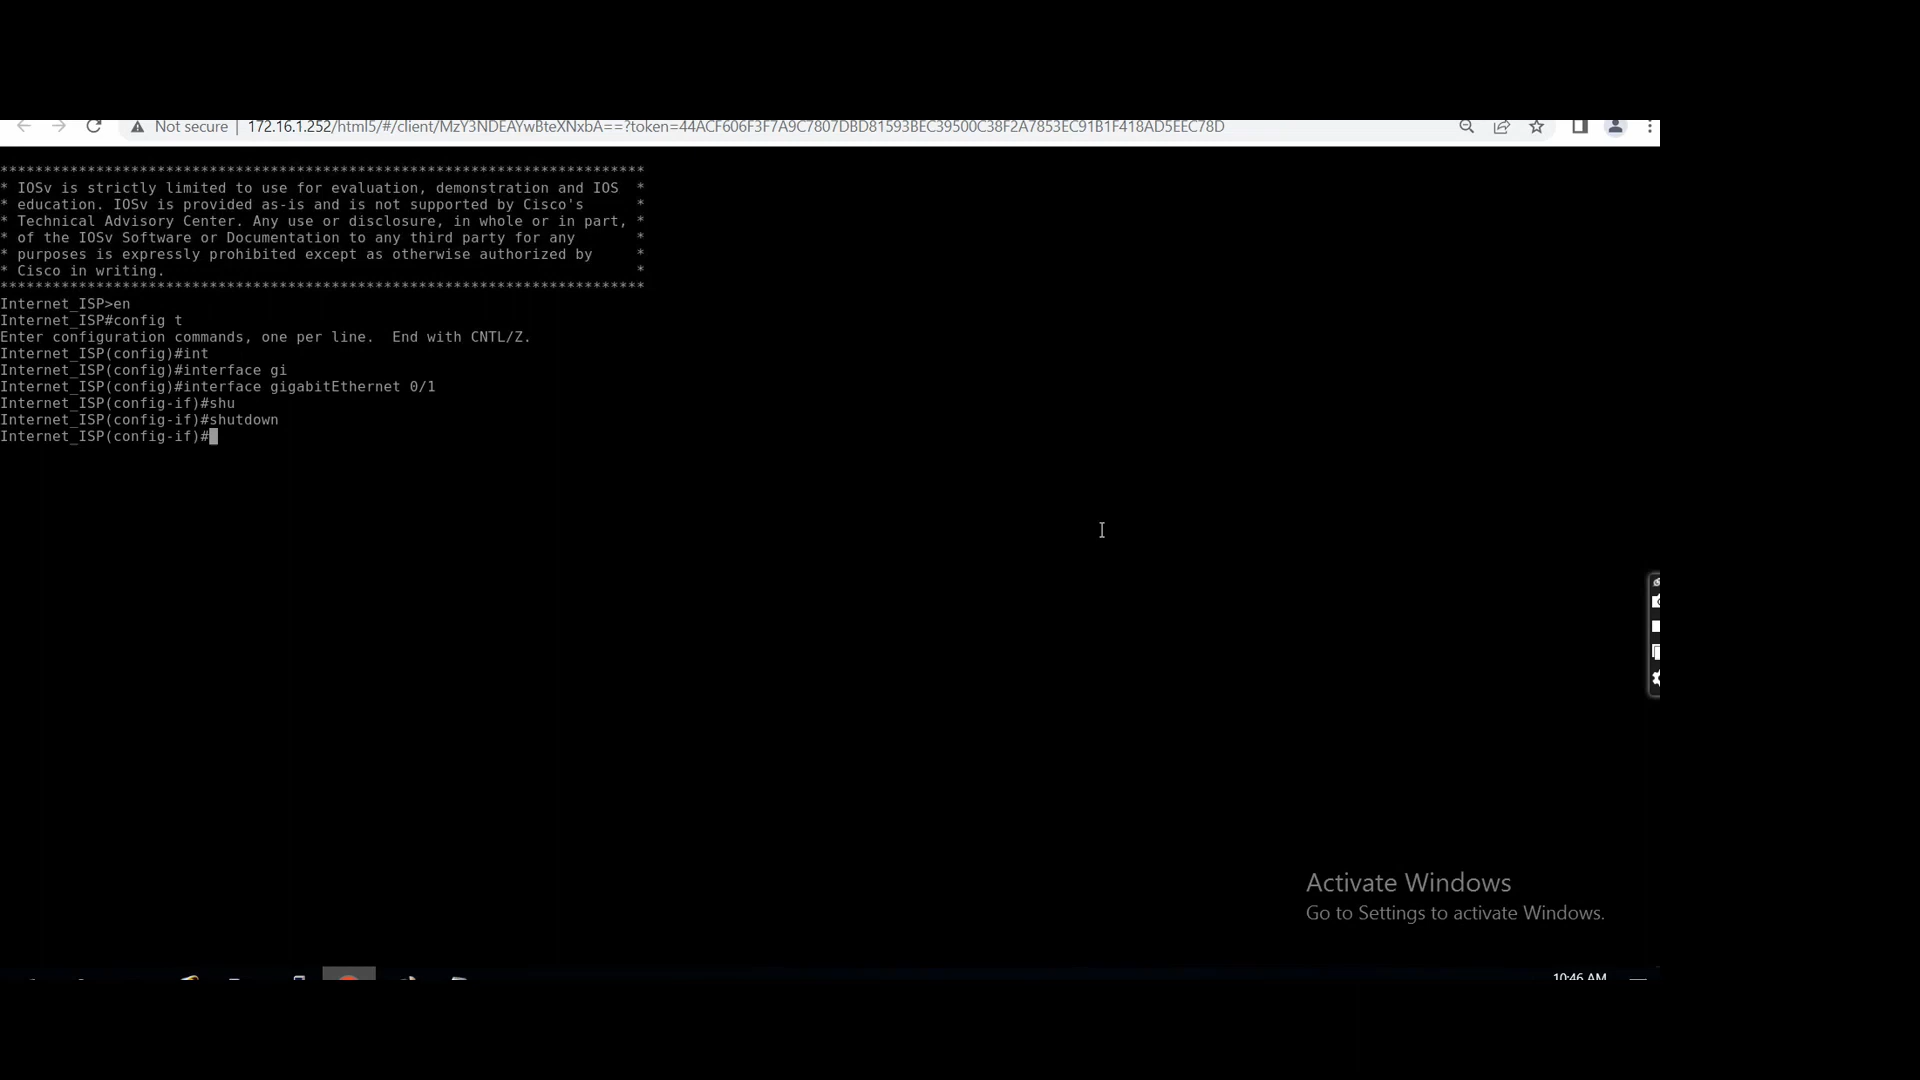 Not secure | 172.16.1.252/html5/#/client/MzY3NDEAYwBteXNxbA==?token=44ACF606F3F7A9C7807DBD81593BEC39500C38F2A7853EC91B1F418AD5EEC78D
**************************************************************************
* IOSv is strictly limited to use for evaluation, demonstration and IOS  *
* education. IOSv is provided as-is and is not supported by Cisco's      *
* Technical Advisory Center. Any use or disclosure, in whole or in part, *
* of the IOSv Software or Documentation to any third party for any       *
* purposes is expressly prohibited except as otherwise authorized by     *
* Cisco in writing.                                                      *
**************************************************************************
Internet_ISP>en
Internet_ISP#config t
Enter configuration commands, one per line.  End with CNTL/Z.
Internet_ISP(config)#int
Internet_ISP(config)#interface gi
Internet_ISP(config)#interface gigabitEthernet 0/1
Internet_ISP(config-if)#shu
Internet_ISP(config-if)#shutdown
Internet_ISP(config-if)#
Activate Windows
Go to Settings to activate Windows.
10:46 AM